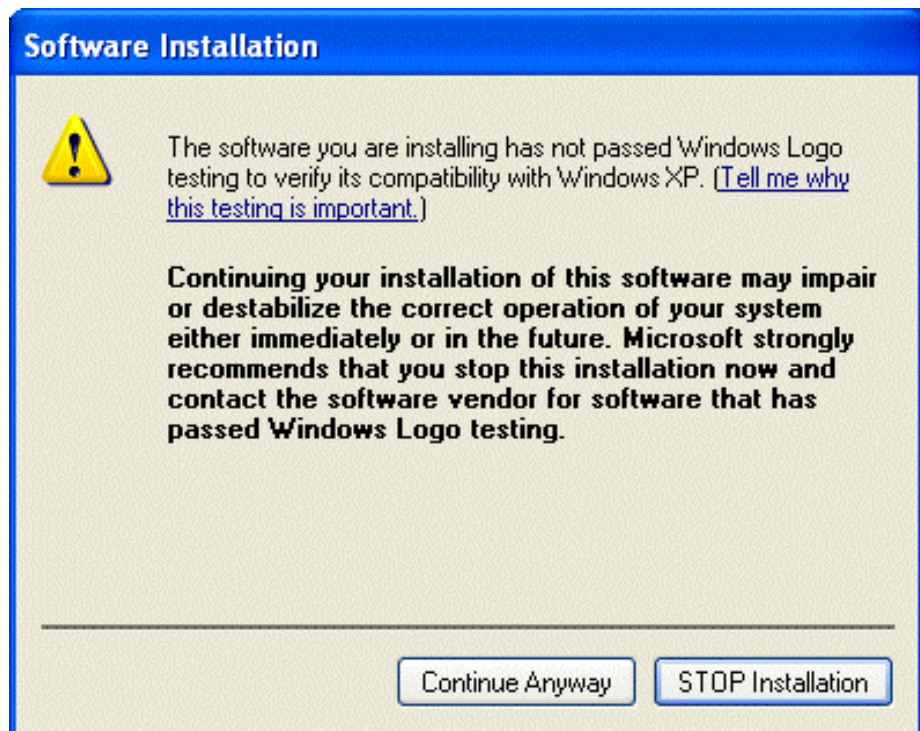 Software Installation
The software you are installing has not passed Windows Logo
testing to verify its compatibility with Windows XP. (Tell me why
this testing is important.)
Continuing your installation of this software may impair
or destabilize the correct operation of your system
either immediately or in the future. Microsoft strongly
recommends that you stop this installation now and
contact the software vendor for software that has
passed Windows Logo testing.
Continue Anyway
STOP Installation